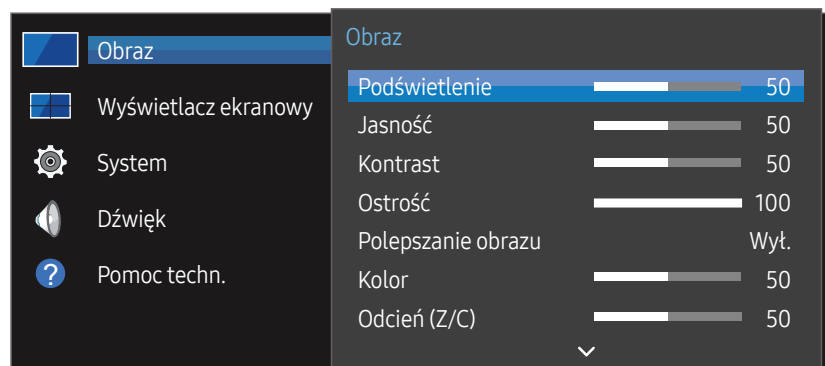 Obraz
Wyświetlacz ekranowy
System
Dźwięk
? Pomoc techn.
Obraz
Podświetlenie 50
Jasność 50
Kontrast 50
Ostrość 100
Polepszanie obrazu Wył.
Kolor 50
Odcień (Z/C) 50